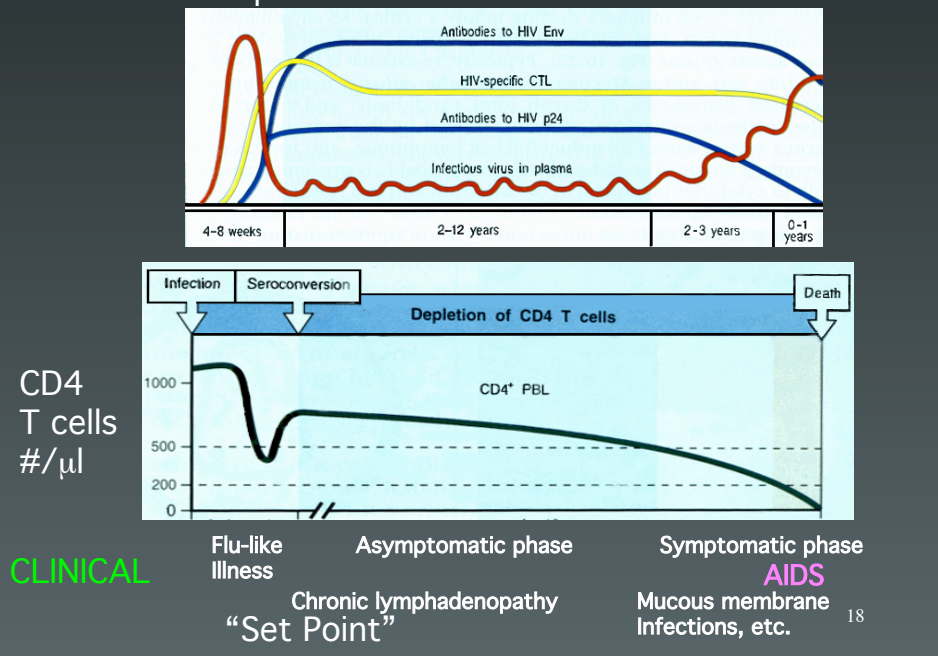 Antibodies to HIV Env
HIV-specific CTL
Antibodies to HIV p24
Infectious virus in plasma
4–8 weeks
2–12 years
2-3 years
0-1
years
Infection
Seroconversion
Death
Depletion of CD4 T cells
CD4
T cells
#/μl
1000
500
200
0
CD4⁺ PBL
CLINICAL
Flu-like
Illness
Asymptomatic phase
Symptomatic phase
AIDS
Chronic lymphadenopathy
Mucous membrane
Infections, etc.
“Set Point”
18